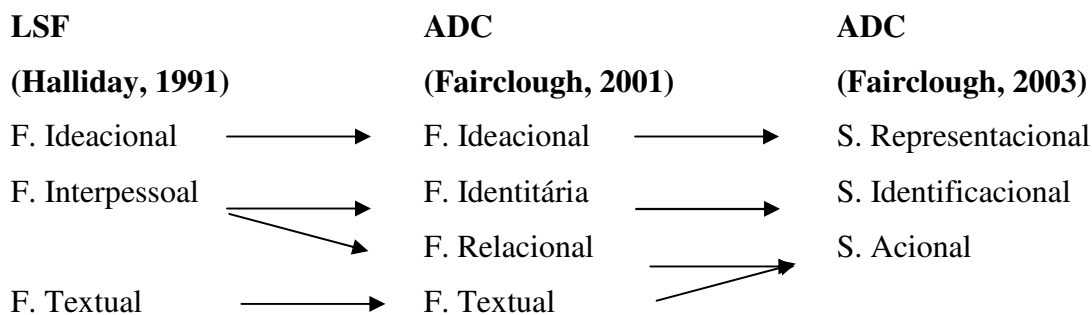 LSF ADC ADC
(Halliday, 1991) (Fairclough, 2001) (Fairclough, 2003)
F. Ideacional F. Ideacional S. Representacional
F. Interpessoal F. Identitária S. Identificacional
F. Relacional S. Acional
F. Textual F. Textual